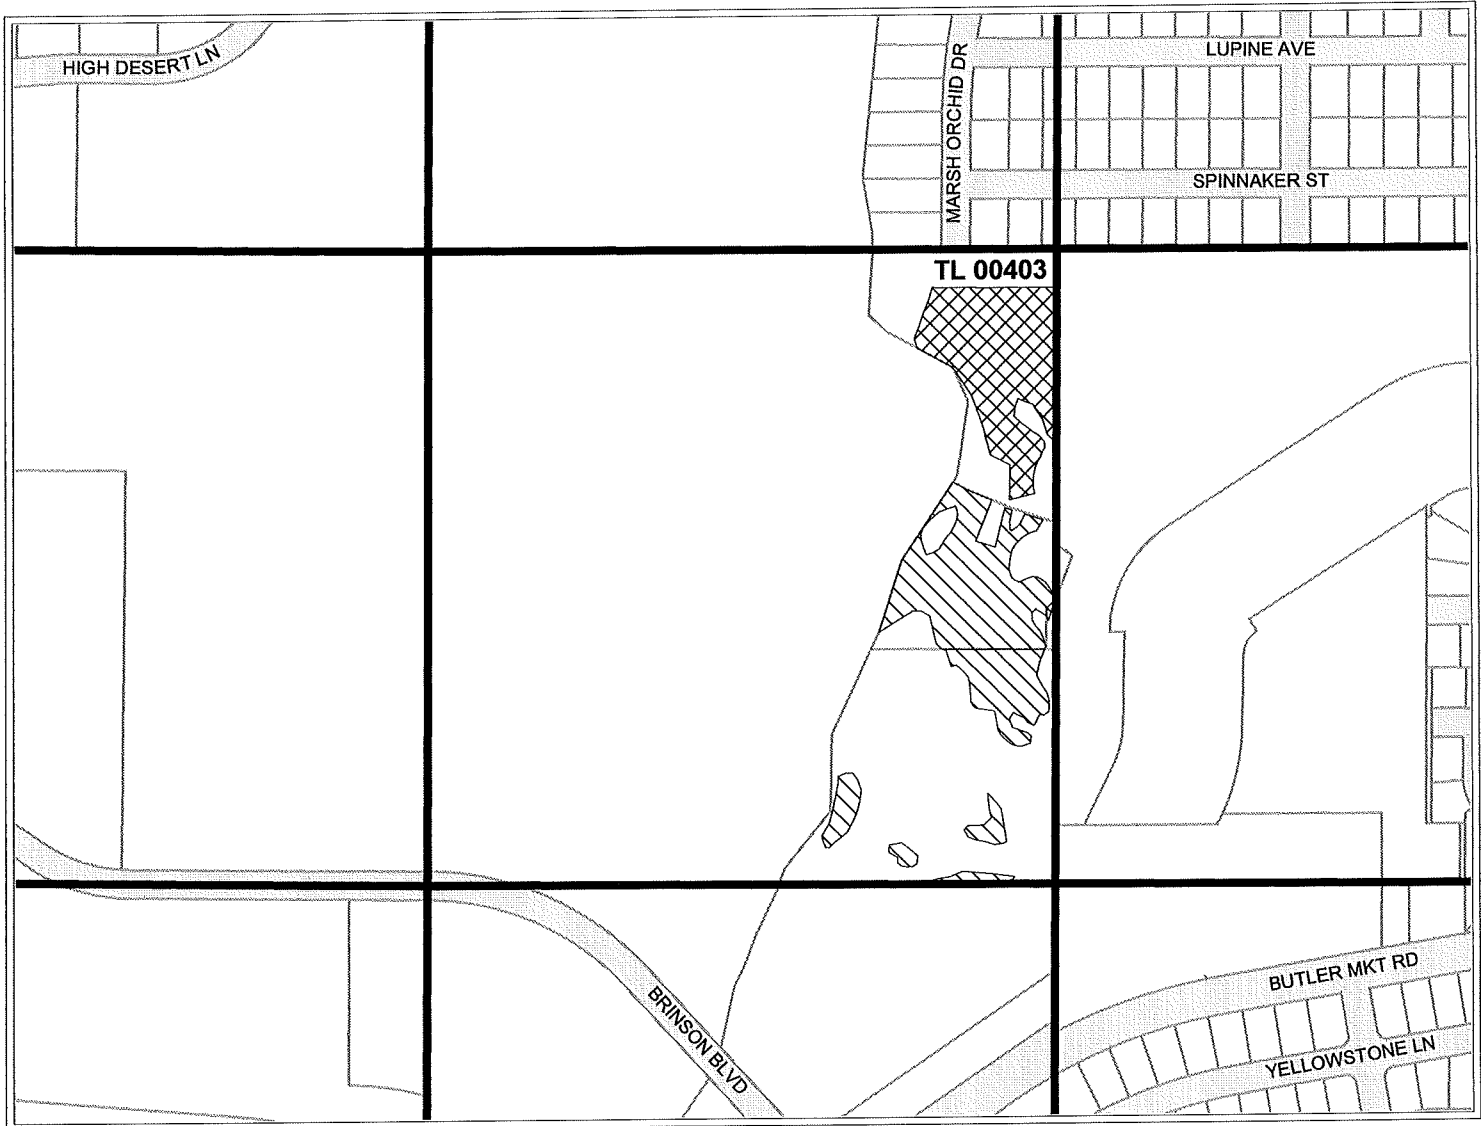 HIGH DESERT LN
MARSH ORCHID DR
LUPINE AVE
SPINNAKER ST
TL 00403
BRINSON BLVD
BUTLER MKT RD
YELLOWSTONE LN